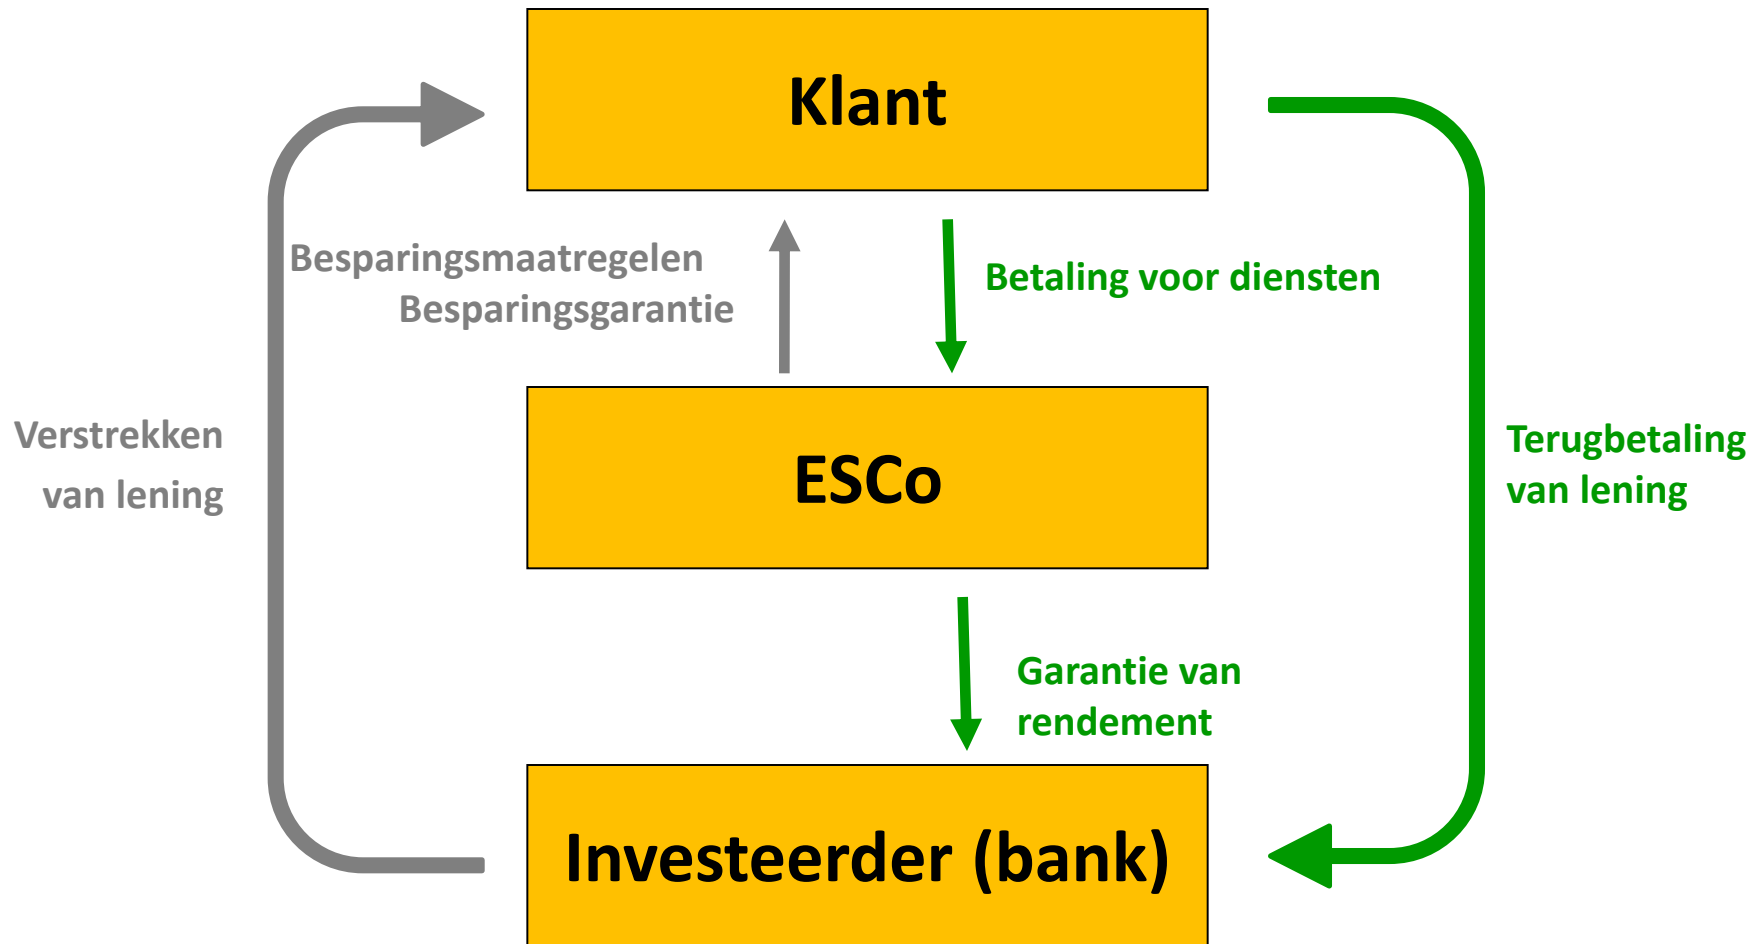 Klant
Besparingsmaatregelen
Besparingsgarantie
Betaling voor diensten
Verstrekken
van lening
ESCo
Terugbetaling
van lening
Garantie van
rendement
Investeerder (bank)